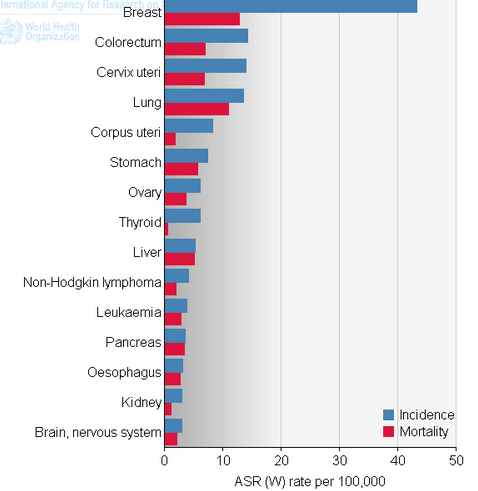 International Agency for Research on
World Health
Organization
Breast
Colorectum
Cervix uteri
Lung
Corpus uteri
Stomach
Ovary
Thyroid
Liver
Non-Hodgkin lymphoma
Leukaemia
Pancreas
Oesophagus
Kidney
Brain, nervous system
Incidence
Mortality
0 10 20 30 40 50
ASR (W) rate per 100,000